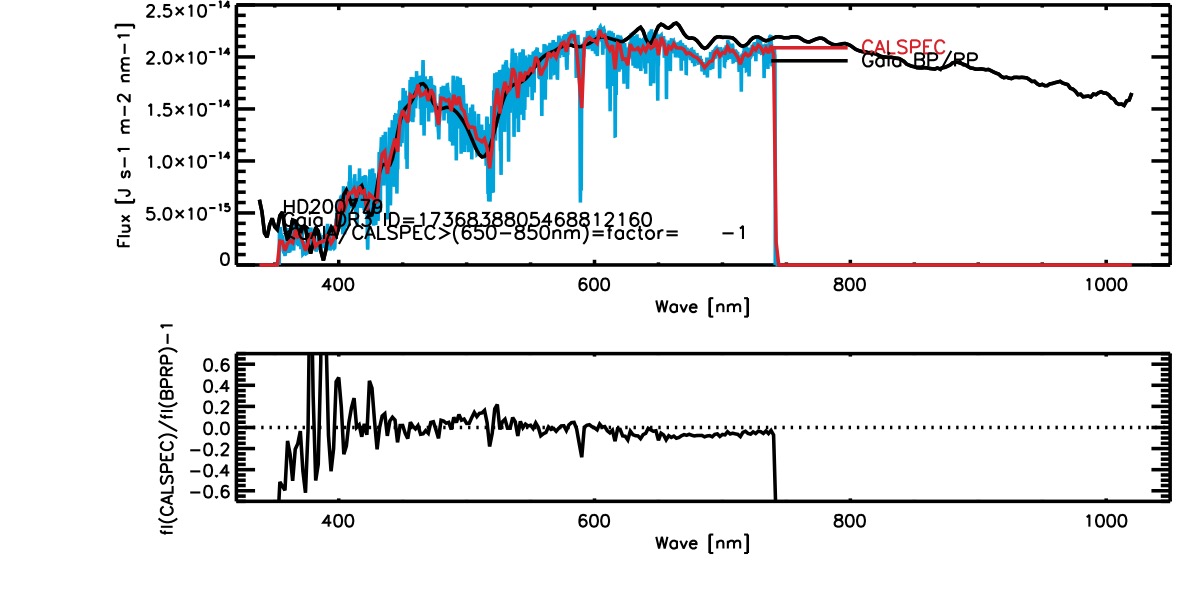 2.5×10−14
2.0×10−14
1.5×10−14
1.0×10−14
5.0×10−15
0
Flux [J s−1 m−2 nm−1]
CALSPEC
Gaia BP/RP
HD200779
Gaia DR3 ID=1736838805468812160
/CALSPEC>(650−850nm)=factor= −1
400 600 800 1000
Wave [nm]
fl(CALSPEC)/fl(BPRP)−1
0.6
0.4
0.2
0.0
−0.2
−0.4
−0.6
400 600 800 1000
Wave [nm]